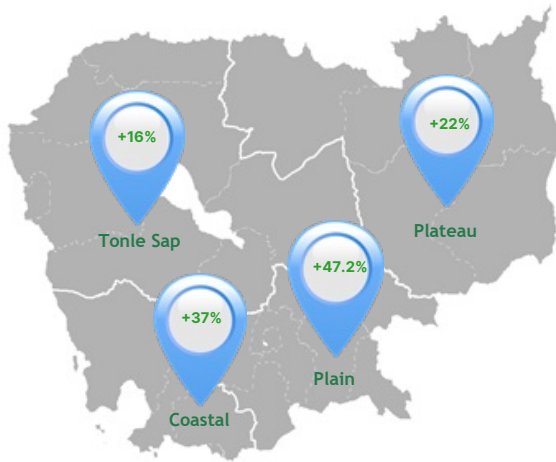 +16%
Tonle Sap
+22%
Plateau
+47.2%
Plain
+37%
Coastal